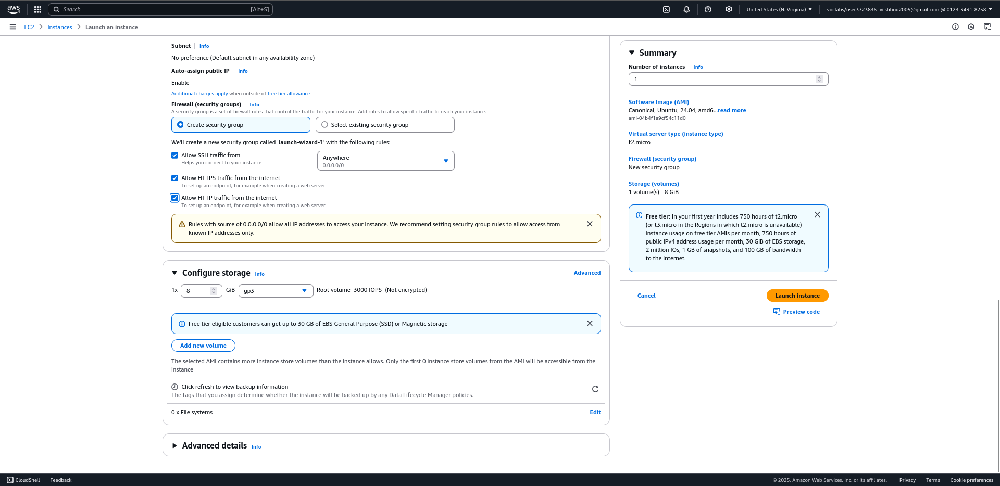 aws
Search
[Alt+S]
United States (N. Virginia)
voclabs/user3723836=viishhnu2005@gmail.com @ 0123-3431-8258
EC2
Instances
Launch an instance
Subnet
Info
No preference (Default subnet in any availability zone)
Auto-assign public IP
Info
Enable
Additional charges apply when outside of free tier allowance
Firewall (security groups)
Info
A security group is a set of firewall rules that control the traffic for your instance. Add rules to allow specific traffic to reach your instance.
Create security group
Select existing security group
We'll create a new security group called 'launch-wizard-1' with the following rules:
Allow SSH traffic from
Helps you connect to your instance
Anywhere
0.0.0.0/0
Allow HTTPS traffic from the internet
To set up an endpoint, for example when creating a web server
Allow HTTP traffic from the internet
To set up an endpoint, for example when creating a web server
Rules with source of 0.0.0.0/0 allow all IP addresses to access your instance. We recommend setting security group rules to allow access from
known IP addresses only.
Configure storage
Info
Advanced
1x
8
GiB
gp3
Root volume 3000 IOPS (Not encrypted)
Free tier eligible customers can get up to 30 GB of EBS General Purpose (SSD) or Magnetic storage
Add new volume
The selected AMI contains more instance store volumes than the instance allows. Only the first 0 instance store volumes from the AMI will be accessible from the
instance
Click refresh to view backup information
The tags that you assign determine whether the instance will be backed up by any Data Lifecycle Manager policies.
0 x File systems
Edit
Advanced details
Info
Summary
Number of instances
Info
1
Software Image (AMI)
Canonical, Ubuntu, 24.04, amd6...read more
ami-04b4f1a9cf54c11d0
Virtual server type (instance type)
t2.micro
Firewall (security group)
New security group
Storage (volumes)
1 volume(s) - 8 GiB
Free tier: In your first year includes 750 hours of t2.micro
(or t3.micro in the Regions in which t2.micro is unavailable)
instance usage on free tier AMIs per month, 750 hours of
public IPv4 address usage per month, 30 GiB of EBS storage,
2 million IOs, 1 GB of snapshots, and 100 GB of bandwidth
to the internet.
Cancel
Launch instance
Preview code
CloudShell
Feedback
© 2025, Amazon Web Services, Inc. or its affiliates.
Privacy
Terms
Cookie preferences